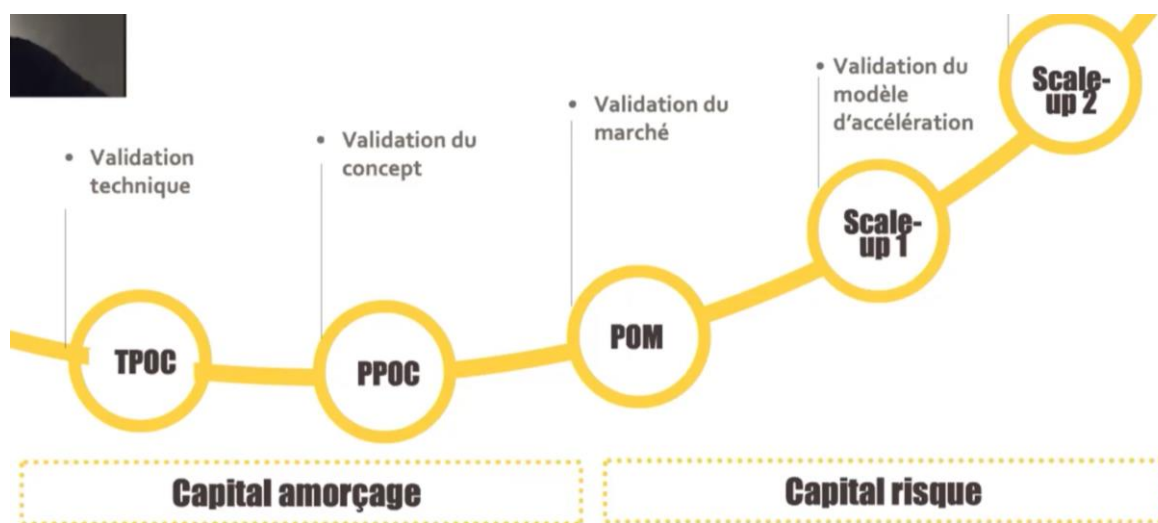 • Validation
technique
• Validation du
concept
• Validation du
marché
• Validation du
modèle
d'accélération
TPOC
PPOC
POM
Scale-
up 1
Scale-
up 2
Capital amorçage
Capital risque